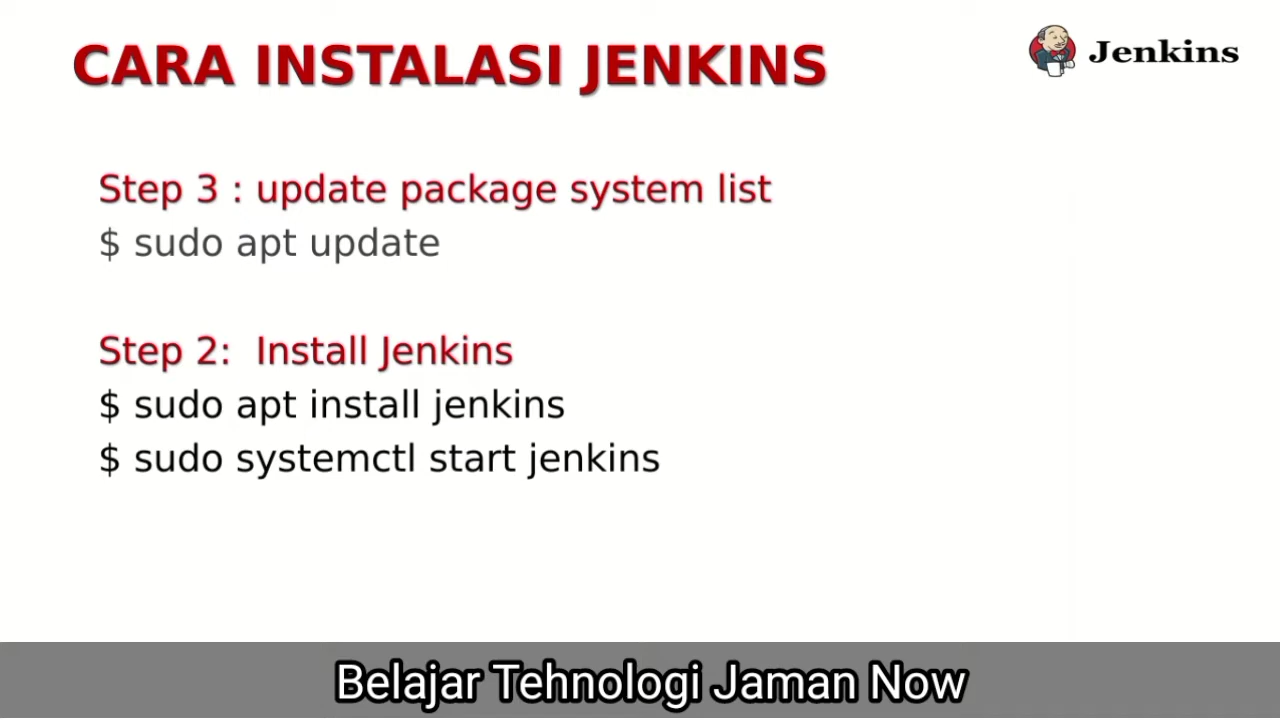 CARA INSTALASI JENKINS
Jenkins
Step 3 : update package system list
$ sudo apt update
Step 2:  Install Jenkins
$ sudo apt install jenkins
$ sudo systemctl start jenkins
Belajar Tehnologi Jaman Now